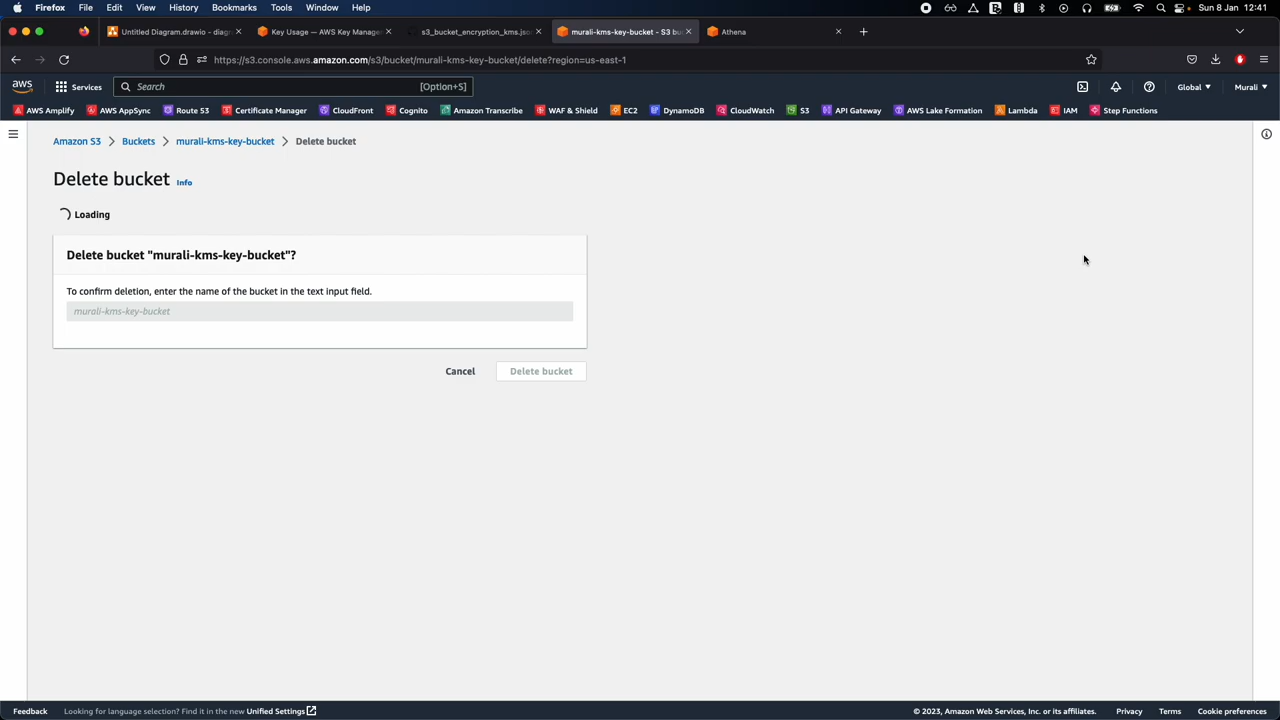 Firefox File Edit View History Bookmarks Tools Window Help Sun 8 Jan 12:41
Untitled Diagram.drawio - diag Key Usage — AWS Key Manage s3_bucket_encryption_kms.jso murali-kms-key-bucket - S3 bu Athena
https://s3.console.aws.amazon.com/s3/bucket/murali-kms-key-bucket/delete?region=us-east-1
aws Services Search [Option+S] Global Murali
AWS Amplify AWS AppSync Route 53 Certificate Manager CloudFront Cognito Amazon Transcribe WAF & Shield EC2 DynamoDB CloudWatch S3 API Gateway AWS Lake Formation Lambda IAM Step Functions
Amazon S3 Buckets murali-kms-key-bucket Delete bucket
Delete bucket Info
Loading
Delete bucket "murali-kms-key-bucket"?
To confirm deletion, enter the name of the bucket in the text input field.
murali-kms-key-bucket
Cancel Delete bucket
Feedback Looking for language selection? Find it in the new Unified Settings © 2023, Amazon Web Services, Inc. or its affiliates. Privacy Terms Cookie preferences